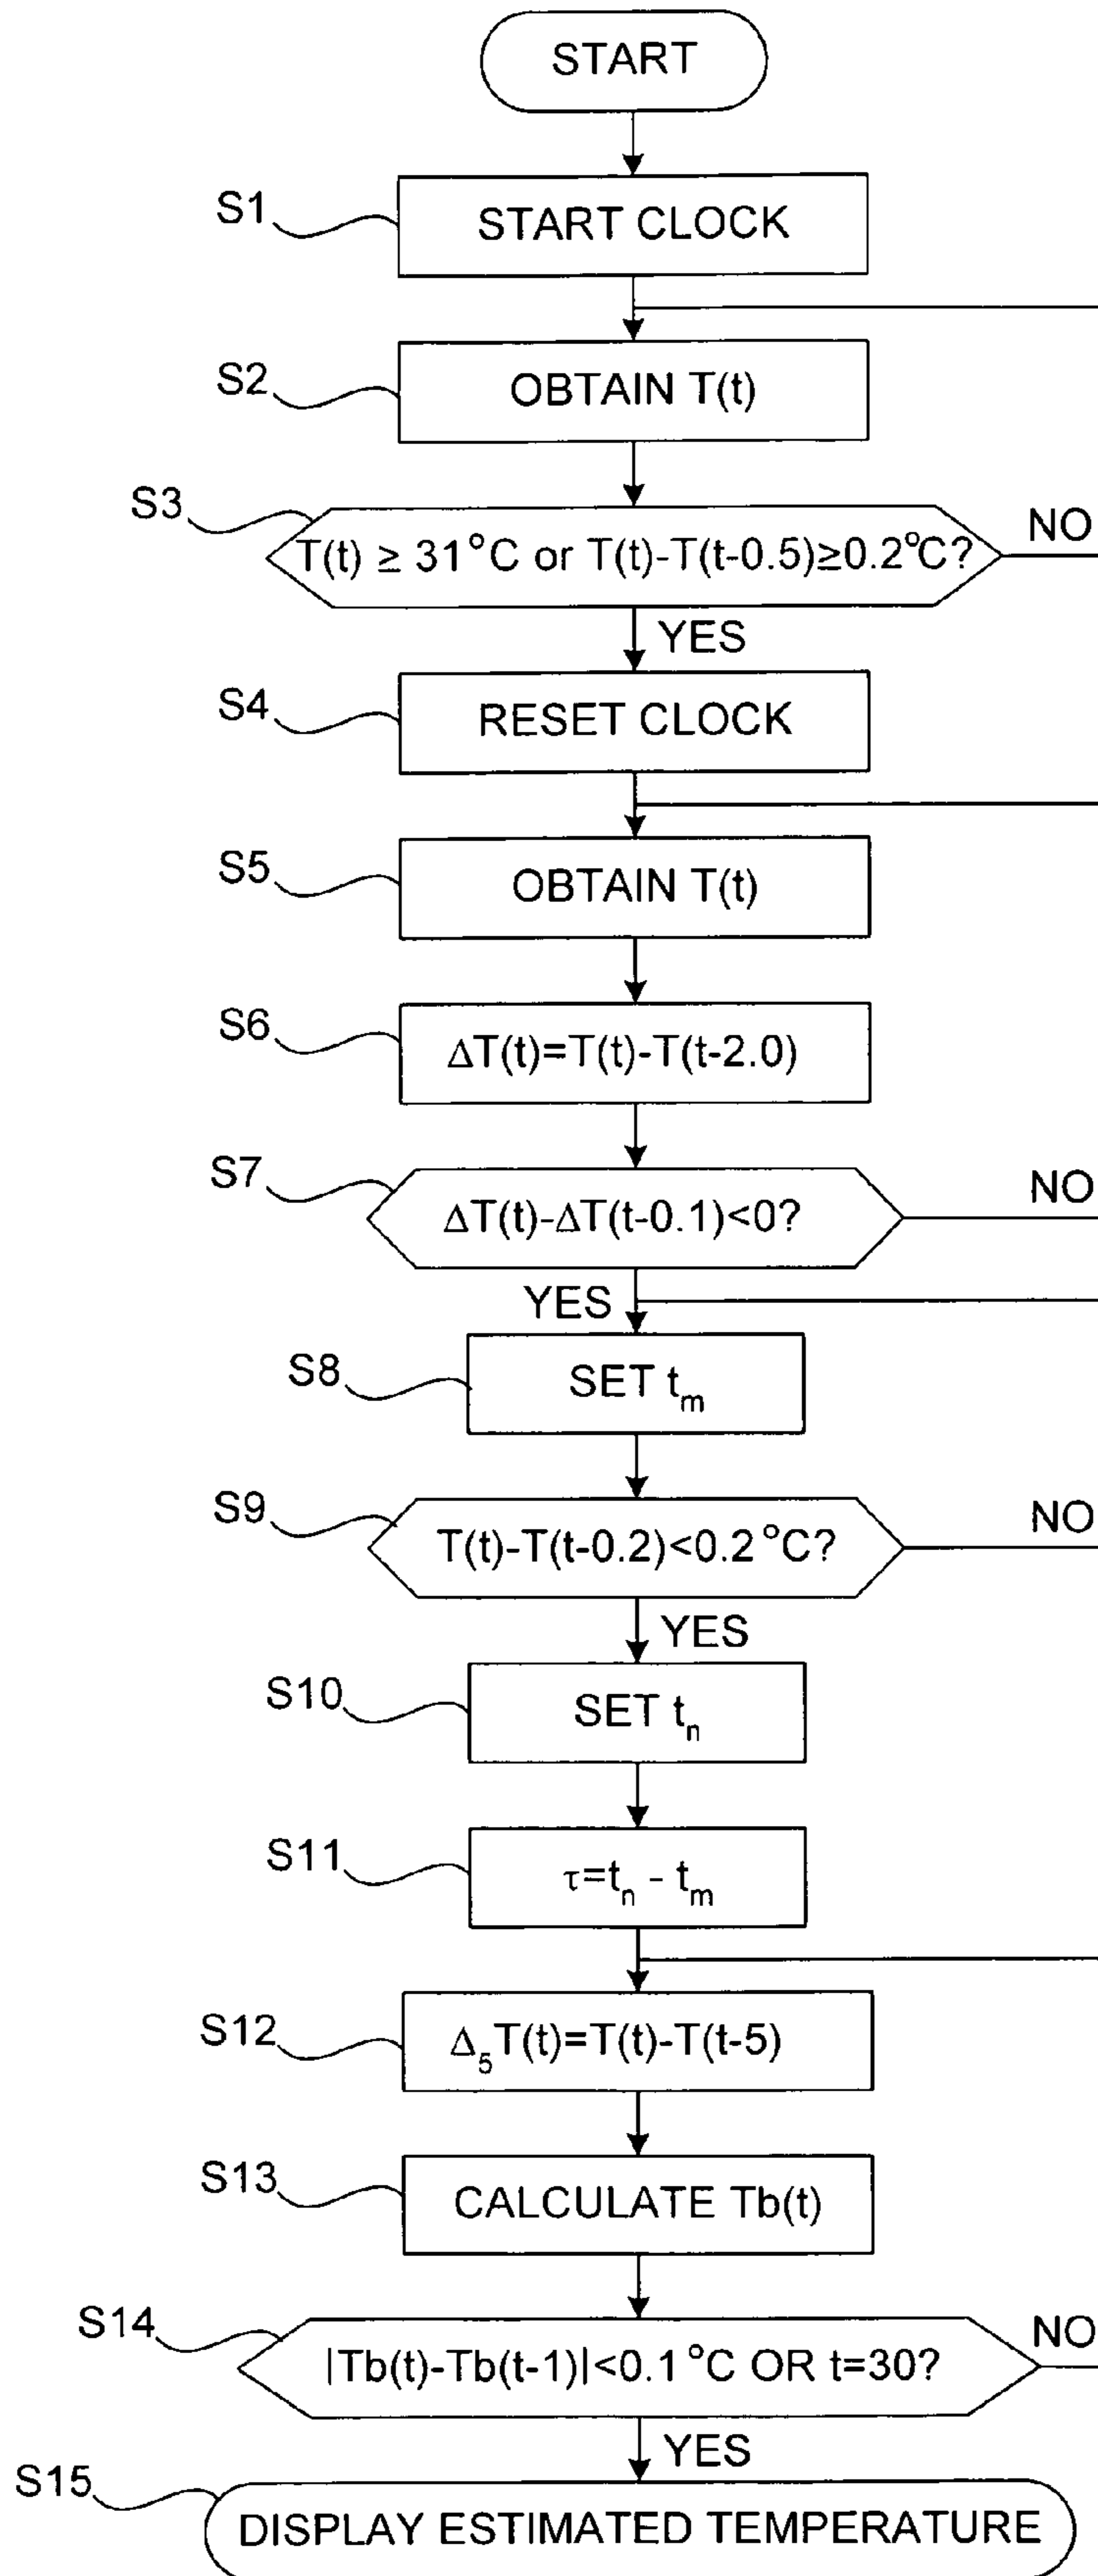 START
S1
START CLOCK
S2
OBTAIN T(t)
S3
T(t) ≥ 31°C or T(t)-T(t-0.5)≥0.2°C?
NO
YES
S4
RESET CLOCK
S5
OBTAIN T(t)
S6
ΔT(t)=T(t)-T(t-2.0)
S7
ΔT(t)-ΔT(t-0.1)<0?
NO
YES
S8
SET tₘ
S9
T(t)-T(t-0.2)<0.2°C?
NO
YES
S10
SET tₙ
S11
τ=tₙ - tₘ
S12
Δ₅T(t)=T(t)-T(t-5)
S13
CALCULATE Tb(t)
S14
|Tb(t)-Tb(t-1)|<0.1°C OR t=30?
NO
YES
S15
DISPLAY ESTIMATED TEMPERATURE